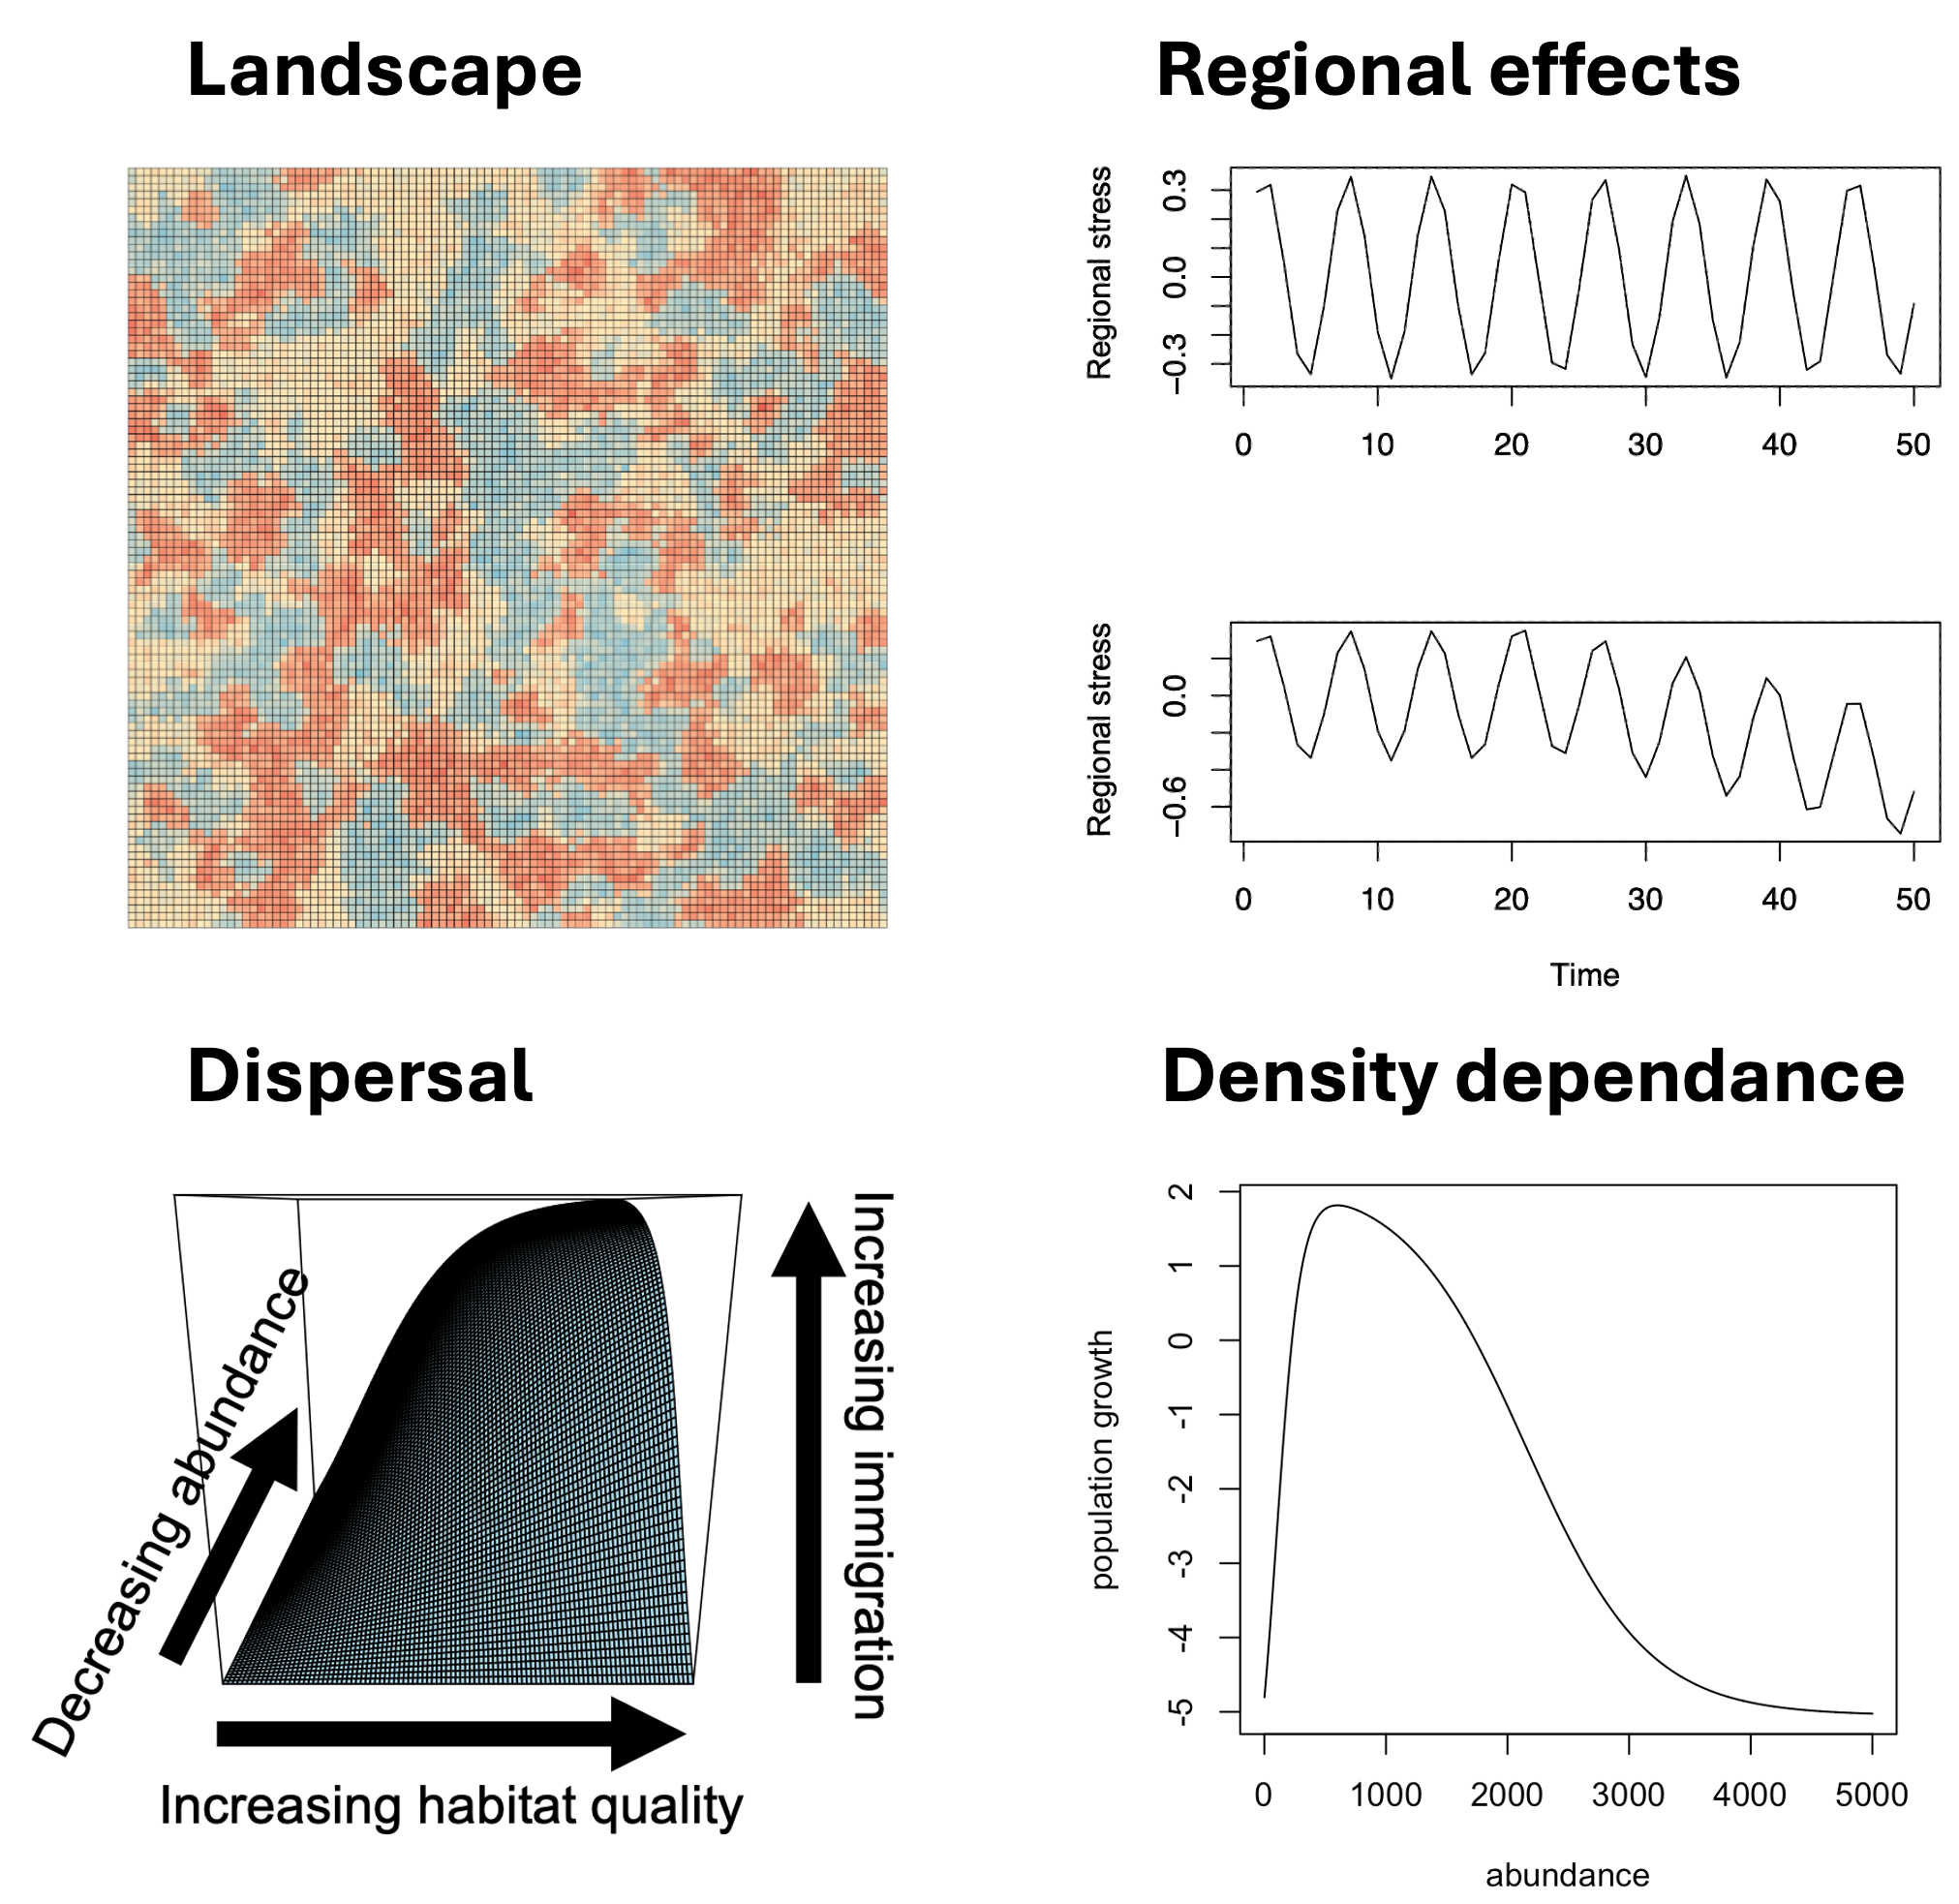 Landscape
Regional effects
Regional stress
0.3
0.0
−0.3
0 10 20 30 40 50
Regional stress
0.0
−0.6
0 10 20 30 40 50
Time
Dispersal
Density dependance
Decreasing abundance
Increasing immigration
Increasing habitat quality
population growth
2
1
0
-1
-2
-3
-4
-5
0 1000 2000 3000 4000 5000
abundance